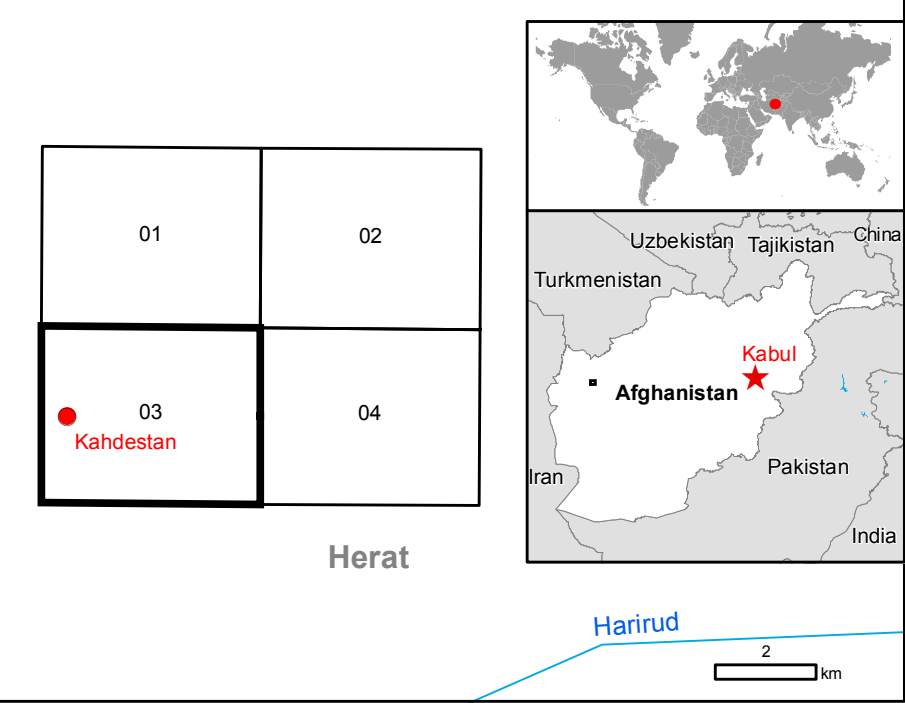 01
02
03
Kahdestan
04
Herat
Uzbekistan
Tajikistan
China
Turkmenistan
Kabul
Afghanistan
Iran
Pakistan
India
Harirud
2
km